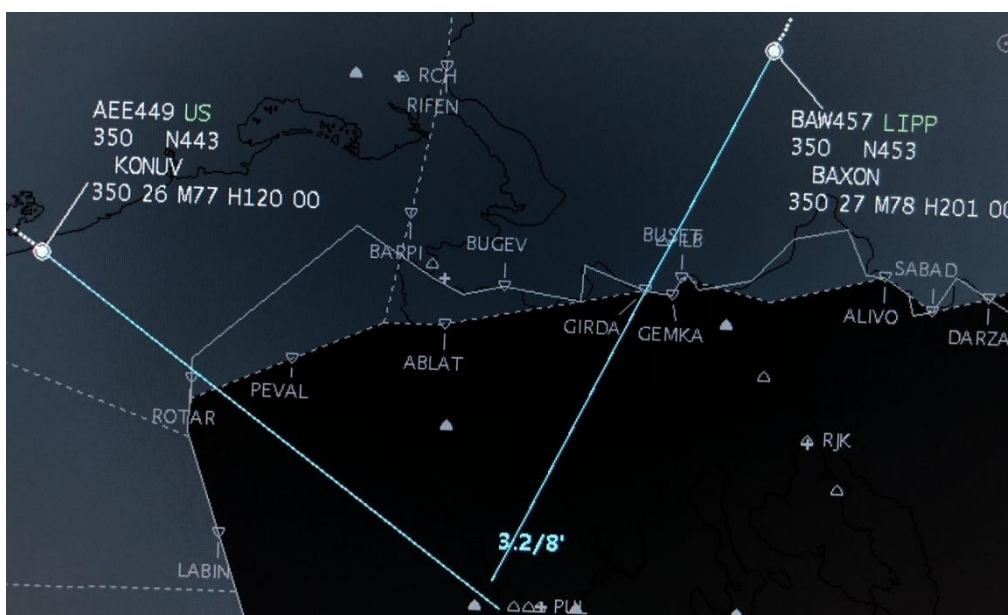 RCH
RIFEN
AEE449 US
350 N443
KONUV
350 26 M77 H120 00
BAW457 LIPP
350 N453
BAXON
350 27 M78 H201 00
BARPI
BUGEV
SABAD
GIRDA
GEMKA
ALIVO
DARZA
ABLAT
PEVAL
ROTAR
RJK
3.2/8'
LABIN
PUL